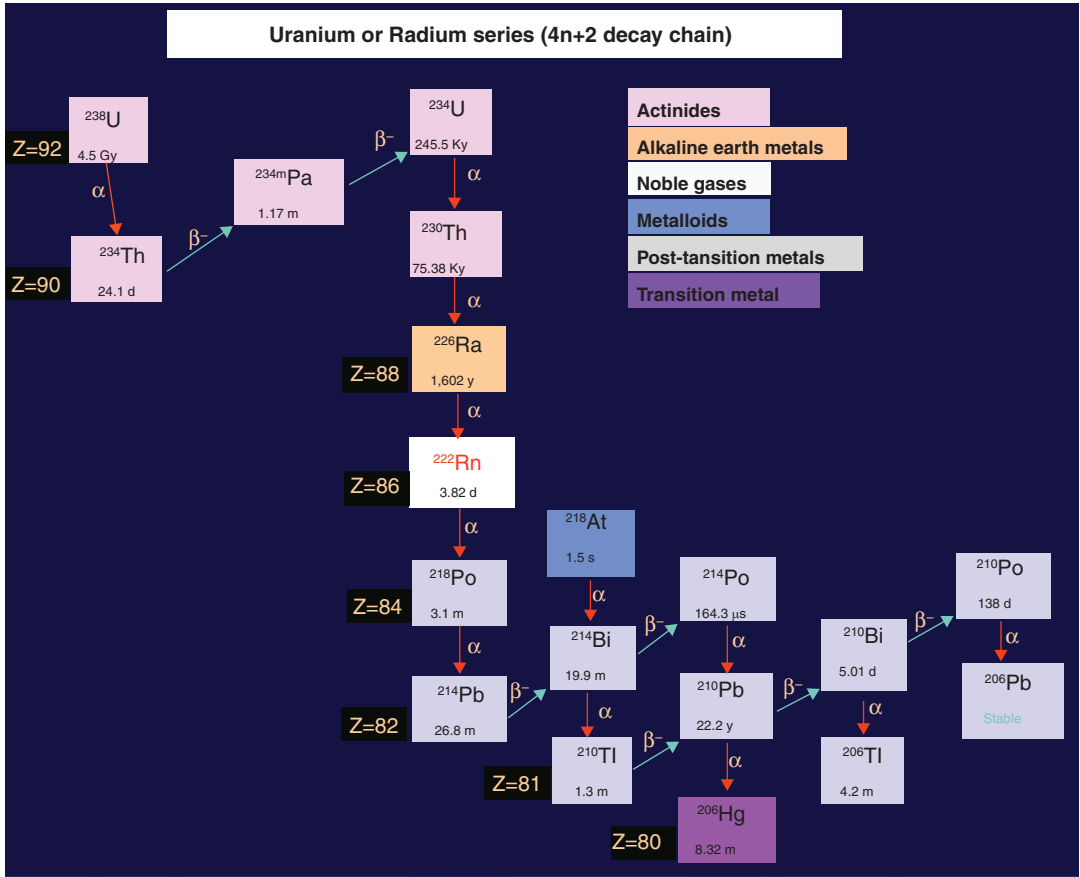 Uranium or Radium series (4n+2 decay chain)
²³⁸U
4.5 Gy
Z=92
α
²³⁴Th
24.1 d
Z=90
β⁻
²³⁴ᵐPa
1.17 m
β⁻
²³⁴U
245.5 Ky
α
²³⁰Th
75.38 Ky
α
Actinides
Alkaline earth metals
Noble gases
Metalloids
Post-tansition metals
Transition metal
Z=88
²²⁶Ra
1,602 y
α
Z=86
²²²Rn
3.82 d
α
Z=84
²¹⁸Po
3.1 m
α
Z=82
²¹⁴Pb
26.8 m
β⁻
²¹⁸At
1.5 s
α
²¹⁴Bi
19.9 m
α
β⁻
Z=81
²¹⁰Tl
1.3 m
β⁻
²¹⁴Po
164.3 µs
α
²¹⁰Pb
22.2 y
α
β⁻
Z=80
²⁰⁶Hg
8.32 m
²¹⁰Bi
5.01 d
α
β⁻
²⁰⁶Tl
4.2 m
²¹⁰Po
138 d
α
²⁰⁶Pb
Stable